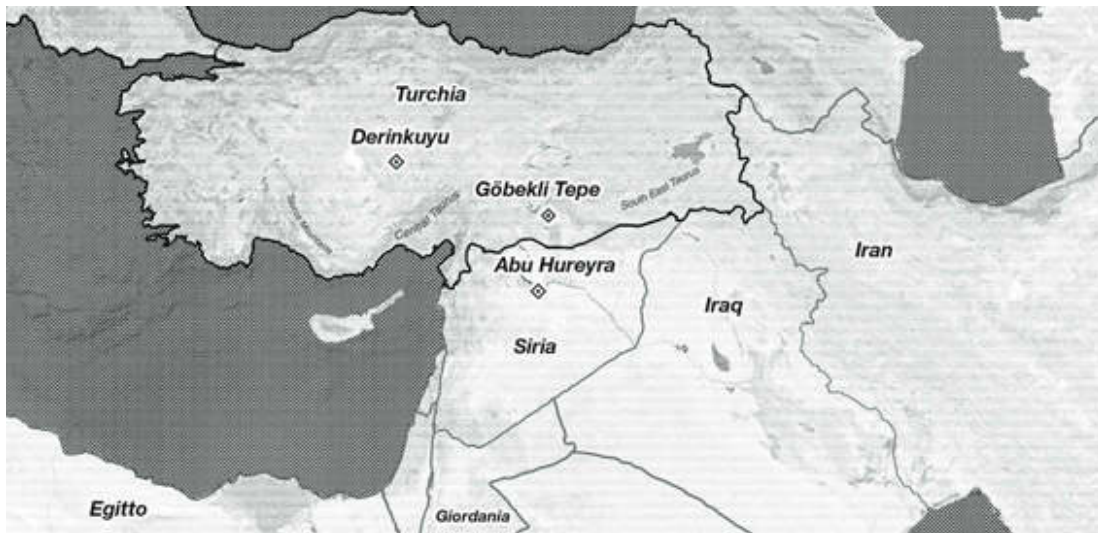 Turchia
Derinkuyu
Göbekli Tepe
South East Taurus
Central Taurus
Abu Hureyra
Iran
Iraq
Siria
Egitto
Giordania